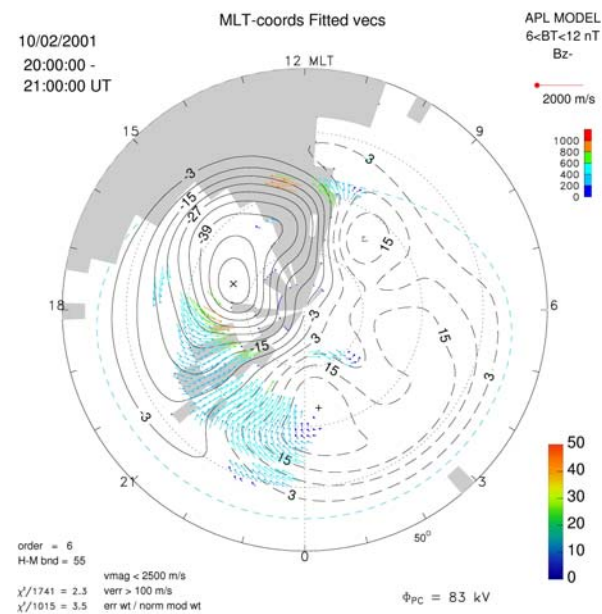 MLT-coords Fitted vecs
APL MODEL
6<BT<12 nT
Bz-
10/02/2001
20:00:00 -
21:00:00 UT
2000 m/s
12 MLT
15
9
1000
800
600
400
200
0
-3
3
-15
-27
-39
15
18
6
-3
3
15
-15
15
3
-3
15
3
21
3
50°
0
50
40
30
20
10
0
order = 6
H-M bnd = 55
vmag < 2500 m/s
χ²/1741 = 2.3 verr > 100 m/s
χ²/1015 = 3.5 err wt / norm mod wt
Φ_PC = 83 kV